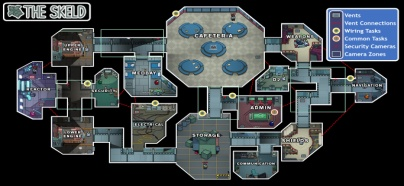 THE SKELD
Vents
Vent Connections
Wiring Tasks
Common Tasks
Security Cameras
Camera Zones
CAFETERIA
WEAPONS
UPPER ENGINE
MEDBAY
O2
REACTOR
SECURITY
NAVIGATION
ADMIN
LOWER ENGINE
ELECTRICAL
STORAGE
SHIELDS
COMMUNICATIONS